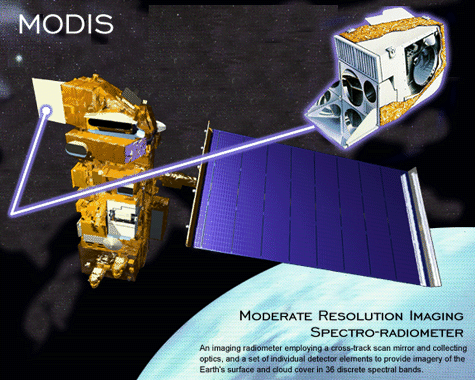 MODIS
MODERATE RESOLUTION IMAGING
SPECTRO-RADIOMETER
An imaging radiometer employing a cross-track scan mirror and collecting
optics, and a set of individual detector elements to provide imagery of the
Earth's surface and cloud cover in 36 discrete spectral bands.